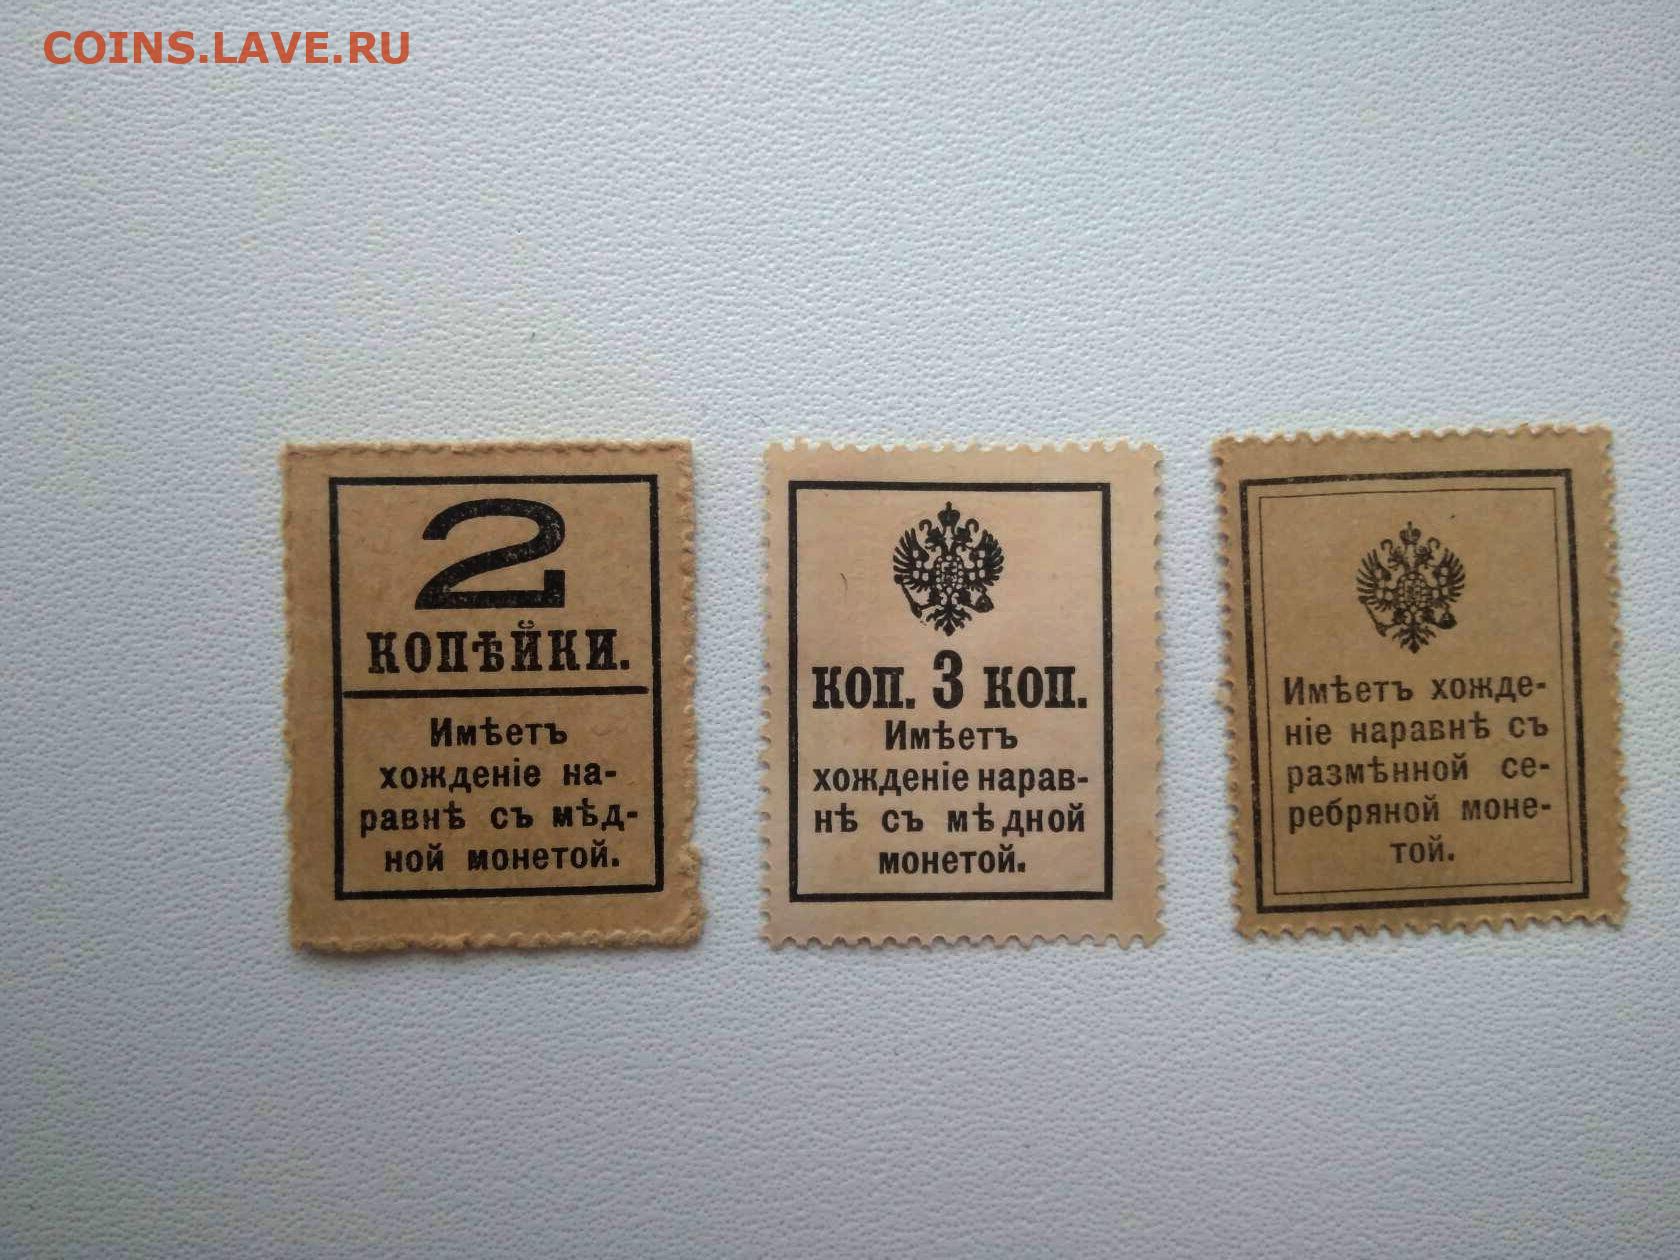 COINS.LAVE.RU
2
КОПѢЙКИ.
Имѣетъ
хожденіе на-
равнѣ съ мѣд-
ной монетой.
КОП. 3 КОП.
Имѣетъ
хожденіе нарав-
нѣ съ мѣдной
монетой.
Имѣетъ хожде-
ніе наравнѣ съ
размѣнной се-
ребряной моне-
той.